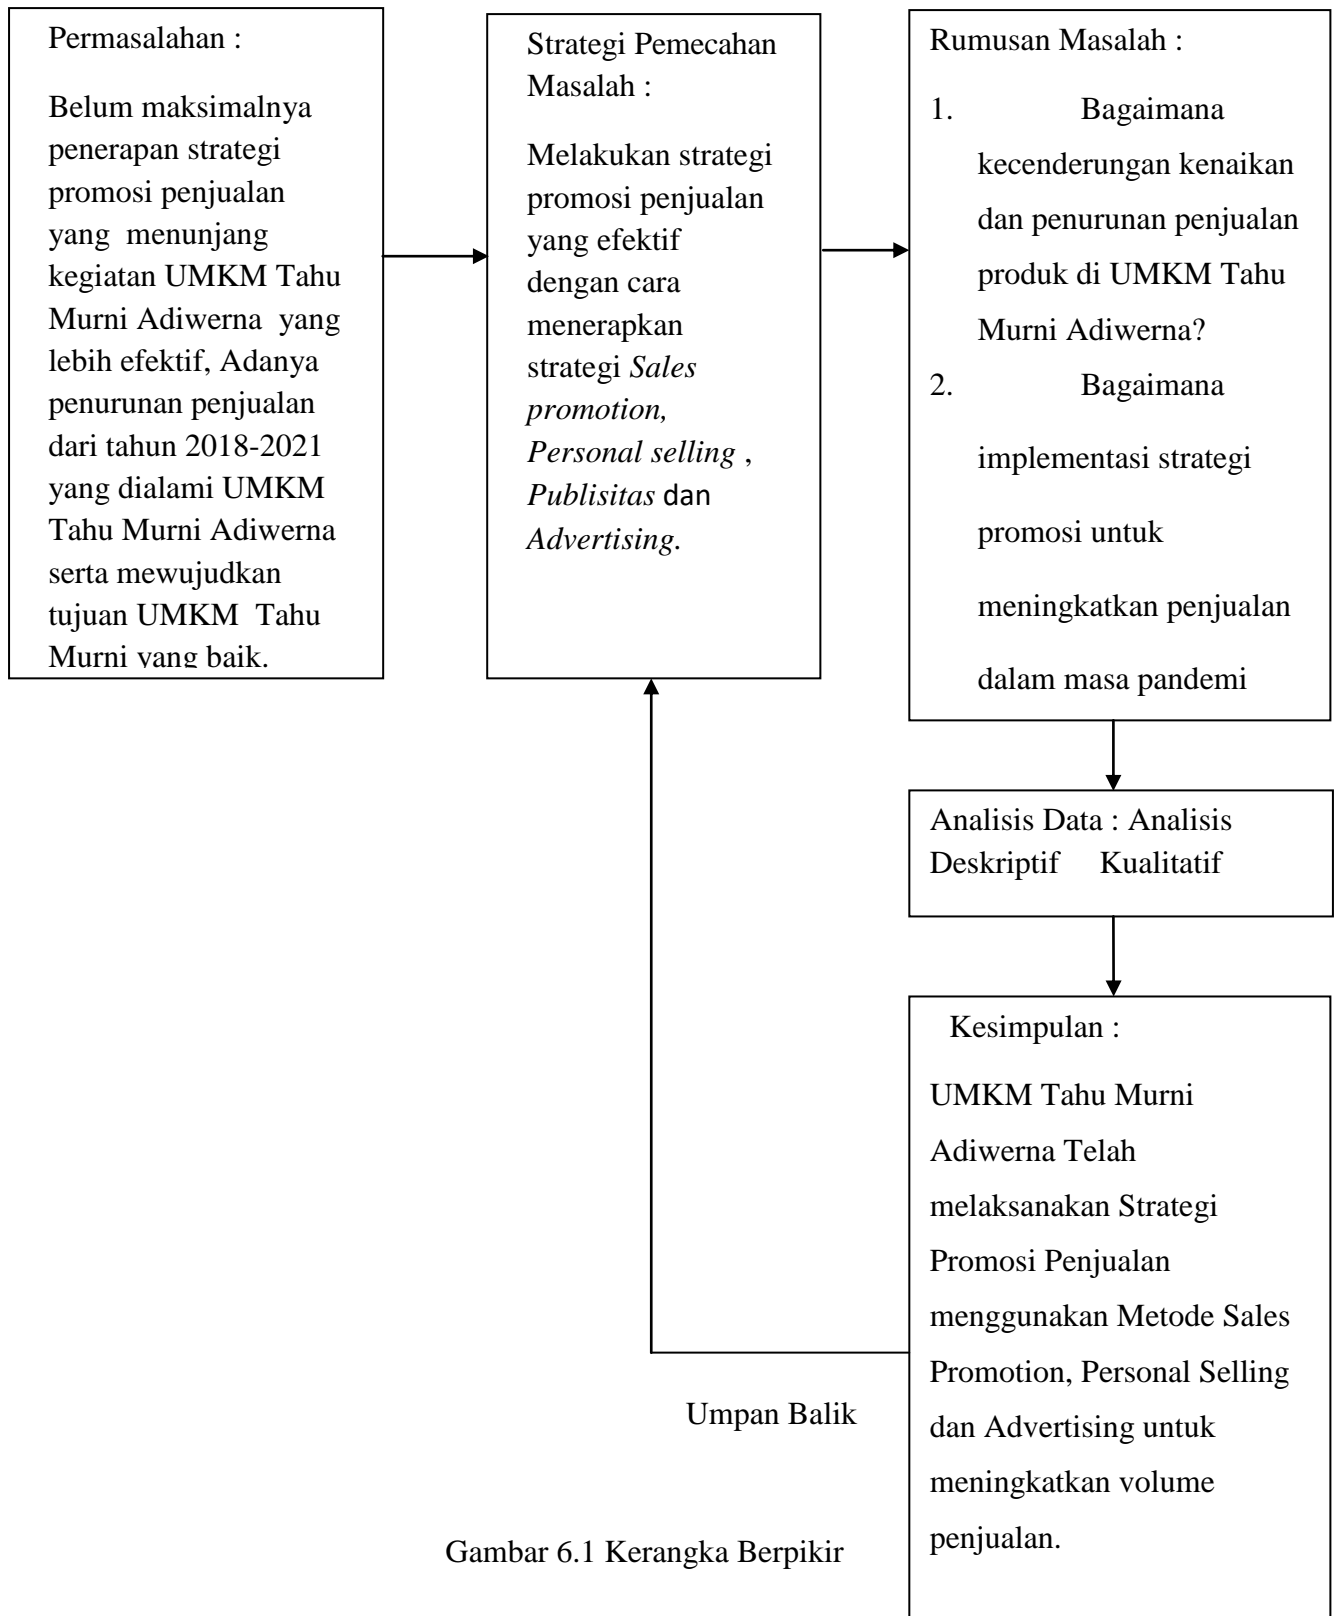 Permasalahan :
Belum maksimalnya
penerapan strategi
promosi penjualan
yang menunjang
kegiatan UMKM Tahu
Murni Adiwerna yang
lebih efektif, Adanya
penurunan penjualan
dari tahun 2018-2021
yang dialami UMKM
Tahu Murni Adiwerna
serta mewujudkan
tujuan UMKM Tahu
Murni yang baik.
Strategi Pemecahan
Masalah :
Melakukan strategi
promosi penjualan
yang efektif
dengan cara
menerapkan
strategi Sales
promotion,
Personal selling ,
Publisitas dan
Advertising.
Rumusan Masalah :
1. Bagaimana
kecenderungan kenaikan
dan penurunan penjualan
produk di UMKM Tahu
Murni Adiwerna?
2. Bagaimana
implementasi strategi
promosi untuk
meningkatkan penjualan
dalam masa pandemi
Analisis Data : Analisis
Deskriptif Kualitatif
Kesimpulan :
UMKM Tahu Murni
Adiwerna Telah
melaksanakan Strategi
Promosi Penjualan
menggunakan Metode Sales
Promotion, Personal Selling
dan Advertising untuk
meningkatkan volume
penjualan.
Umpan Balik
Gambar 6.1 Kerangka Berpikir